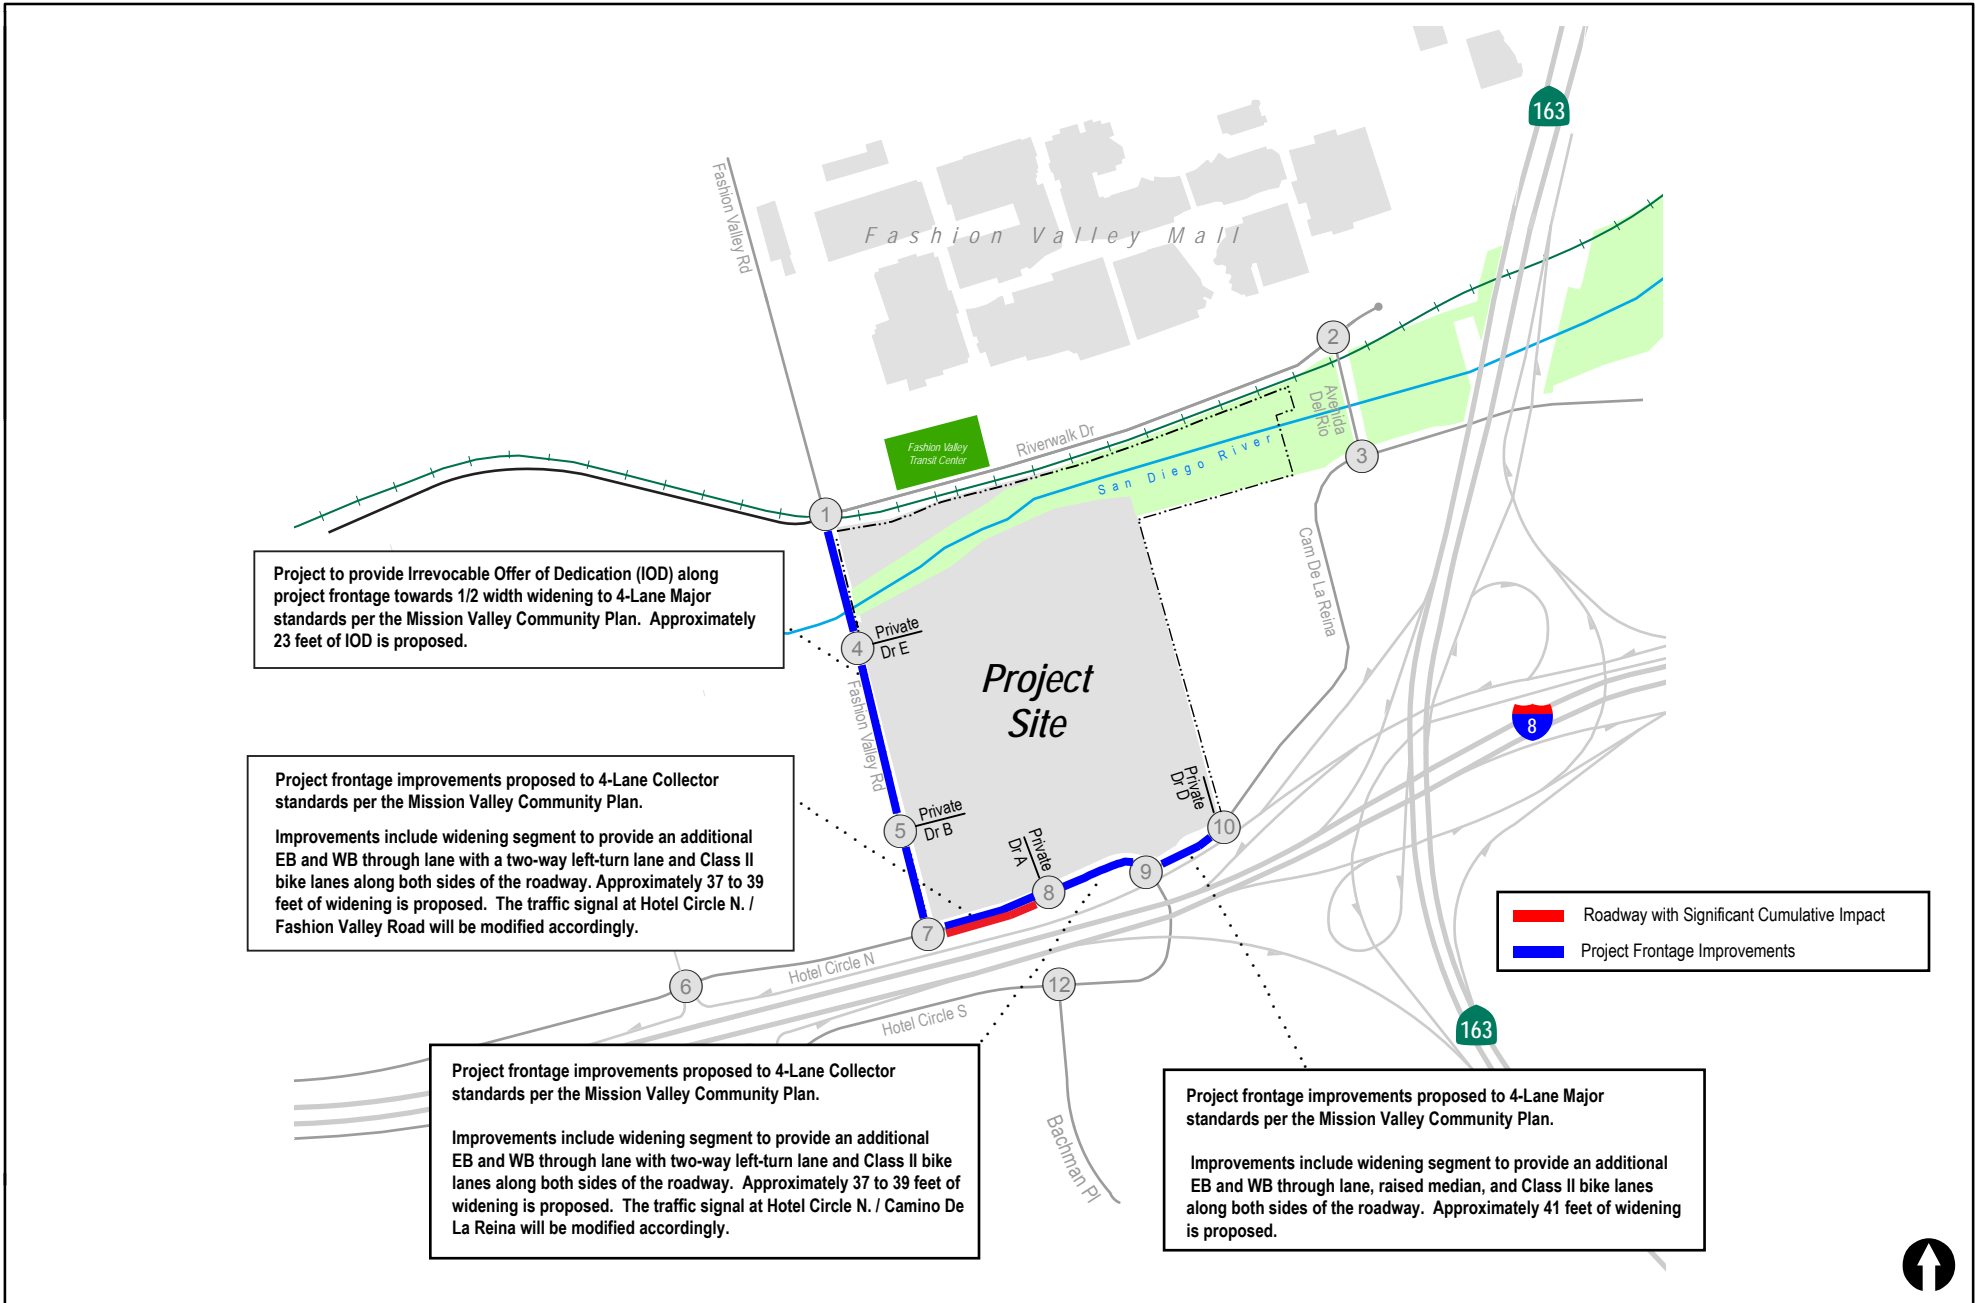 163
Fashion Valley Rd
Fashion Valley Mall
2
Avenida
Del Rio
Fashion Valley
Transit Center
Riverwalk Dr
San Diego River
3
1
Cam De La Reina
Project to provide Irrevocable Offer of Dedication (IOD) along
project frontage towards 1/2 width widening to 4-Lane Major
standards per the Mission Valley Community Plan.  Approximately
23 feet of IOD is proposed.
4
Private
Dr E
Fashion Valley Rd
Project
Site
8
Project frontage improvements proposed to 4-Lane Collector
standards per the Mission Valley Community Plan.
Improvements include widening segment to provide an additional
EB and WB through lane with a two-way left-turn lane and Class II
bike lanes along both sides of the roadway. Approximately 37 to 39
feet of widening is proposed.  The traffic signal at Hotel Circle N. /
Fashion Valley Road will be modified accordingly.
5
Private
Dr B
Private
Dr A
Private
Dr D
10
9
8
7
Roadway with Significant Cumulative Impact
Project Frontage Improvements
Hotel Circle N
6
12
Hotel Circle S
163
Project frontage improvements proposed to 4-Lane Collector
standards per the Mission Valley Community Plan.
Improvements include widening segment to provide an additional
EB and WB through lane with two-way left-turn lane and Class II bike
lanes along both sides of the roadway.  Approximately 37 to 39 feet of
widening is proposed.  The traffic signal at Hotel Circle N. / Camino De
La Reina will be modified accordingly.
Bachman Pl
Project frontage improvements proposed to 4-Lane Major
standards per the Mission Valley Community Plan.
Improvements include widening segment to provide an additional
EB and WB through lane, raised median, and Class II bike lanes
along both sides of the roadway.  Approximately 41 feet of widening
is proposed.